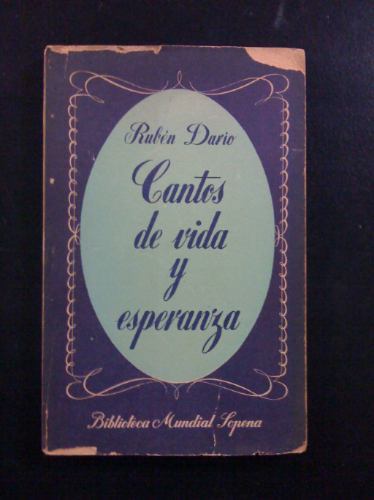 Rubén Darío
Cantos
de vida
y
esperanza
Biblioteca Mundial Sopena